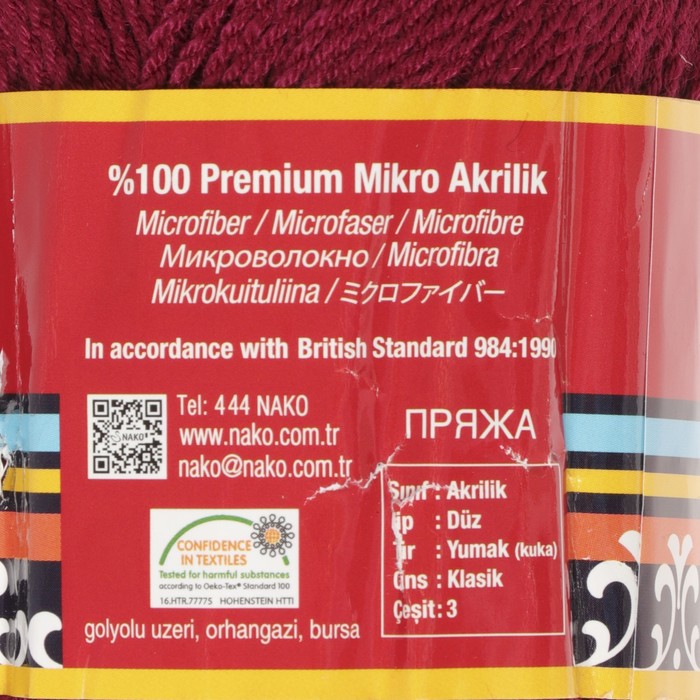 %100 Premium Mikro Akrilik
Microfiber / Microfaser / Microfibre
Микроволокно / Microfibra
Mikrokuituliina / ミクロファイバー
In accordance with British Standard 984:1990
NAKO
Tel: 444 NAKO
www.nako.com.tr
nako@nako.com.tr
CONFIDENCE
IN TEXTILES
Tested for harmful substances
according to Oeko-Tex® Standard 100
16.HTR.77775 HOHENSTEIN HTTI
golyolu uzeri, orhangazi, bursa
ПРЯЖА
Sınıf : Akrilik
: Düz
: Yumak (kuka)
: Klasik
Çeşit : 3